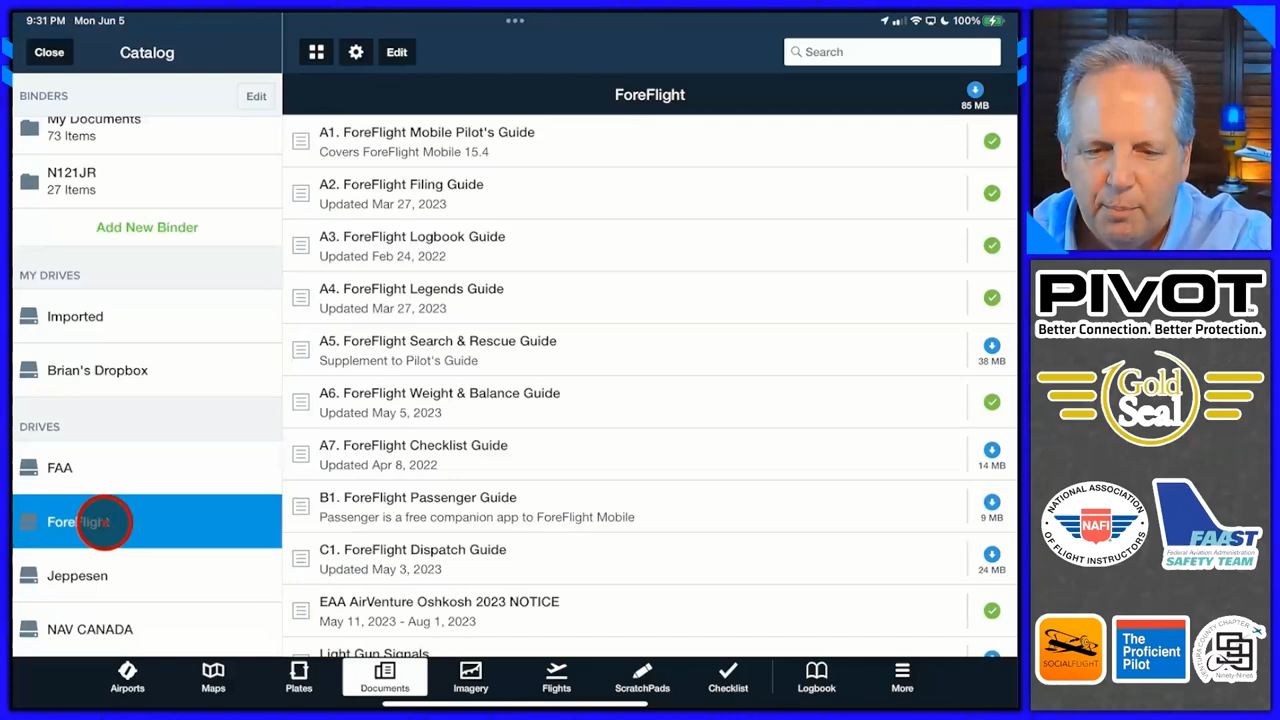 9:31 PM Mon Jun 5
100%
Close
Catalog
Edit
Search
BINDERS
Edit
My Documents
73 Items
N121JR
27 Items
Add New Binder
MY DRIVES
Imported
Brian's Dropbox
DRIVES
FAA
ForeFlight
Jeppesen
NAV CANADA
ForeFlight
85 MB
A1. ForeFlight Mobile Pilot's Guide
Covers ForeFlight Mobile 15.4
A2. ForeFlight Filing Guide
Updated Mar 27, 2023
A3. ForeFlight Logbook Guide
Updated Feb 24, 2022
A4. ForeFlight Legends Guide
Updated Mar 27, 2023
A5. ForeFlight Search & Rescue Guide
Supplement to Pilot's Guide
38 MB
A6. ForeFlight Weight & Balance Guide
Updated May 5, 2023
A7. ForeFlight Checklist Guide
Updated Apr 8, 2022
14 MB
B1. ForeFlight Passenger Guide
Passenger is a free companion app to ForeFlight Mobile
9 MB
C1. ForeFlight Dispatch Guide
Updated May 3, 2023
24 MB
EAA AirVenture Oshkosh 2023 NOTICE
May 11, 2023 - Aug 1, 2023
Light Gun Signals
Airports
Maps
Plates
Documents
Imagery
Flights
ScratchPads
Checklist
Logbook
More
PIVOT™
Better Connection. Better Protection.
Gold
Seal
NATIONAL ASSOCIATION
NAFI
OF FLIGHT INSTRUCTORS
FAAST
Federal Aviation Administration
SAFETY TEAM
SOCIALFLIGHT
The
Proficient
Pilot
VENTURA COUNTY CHAPTER
99
Ninety-Nines